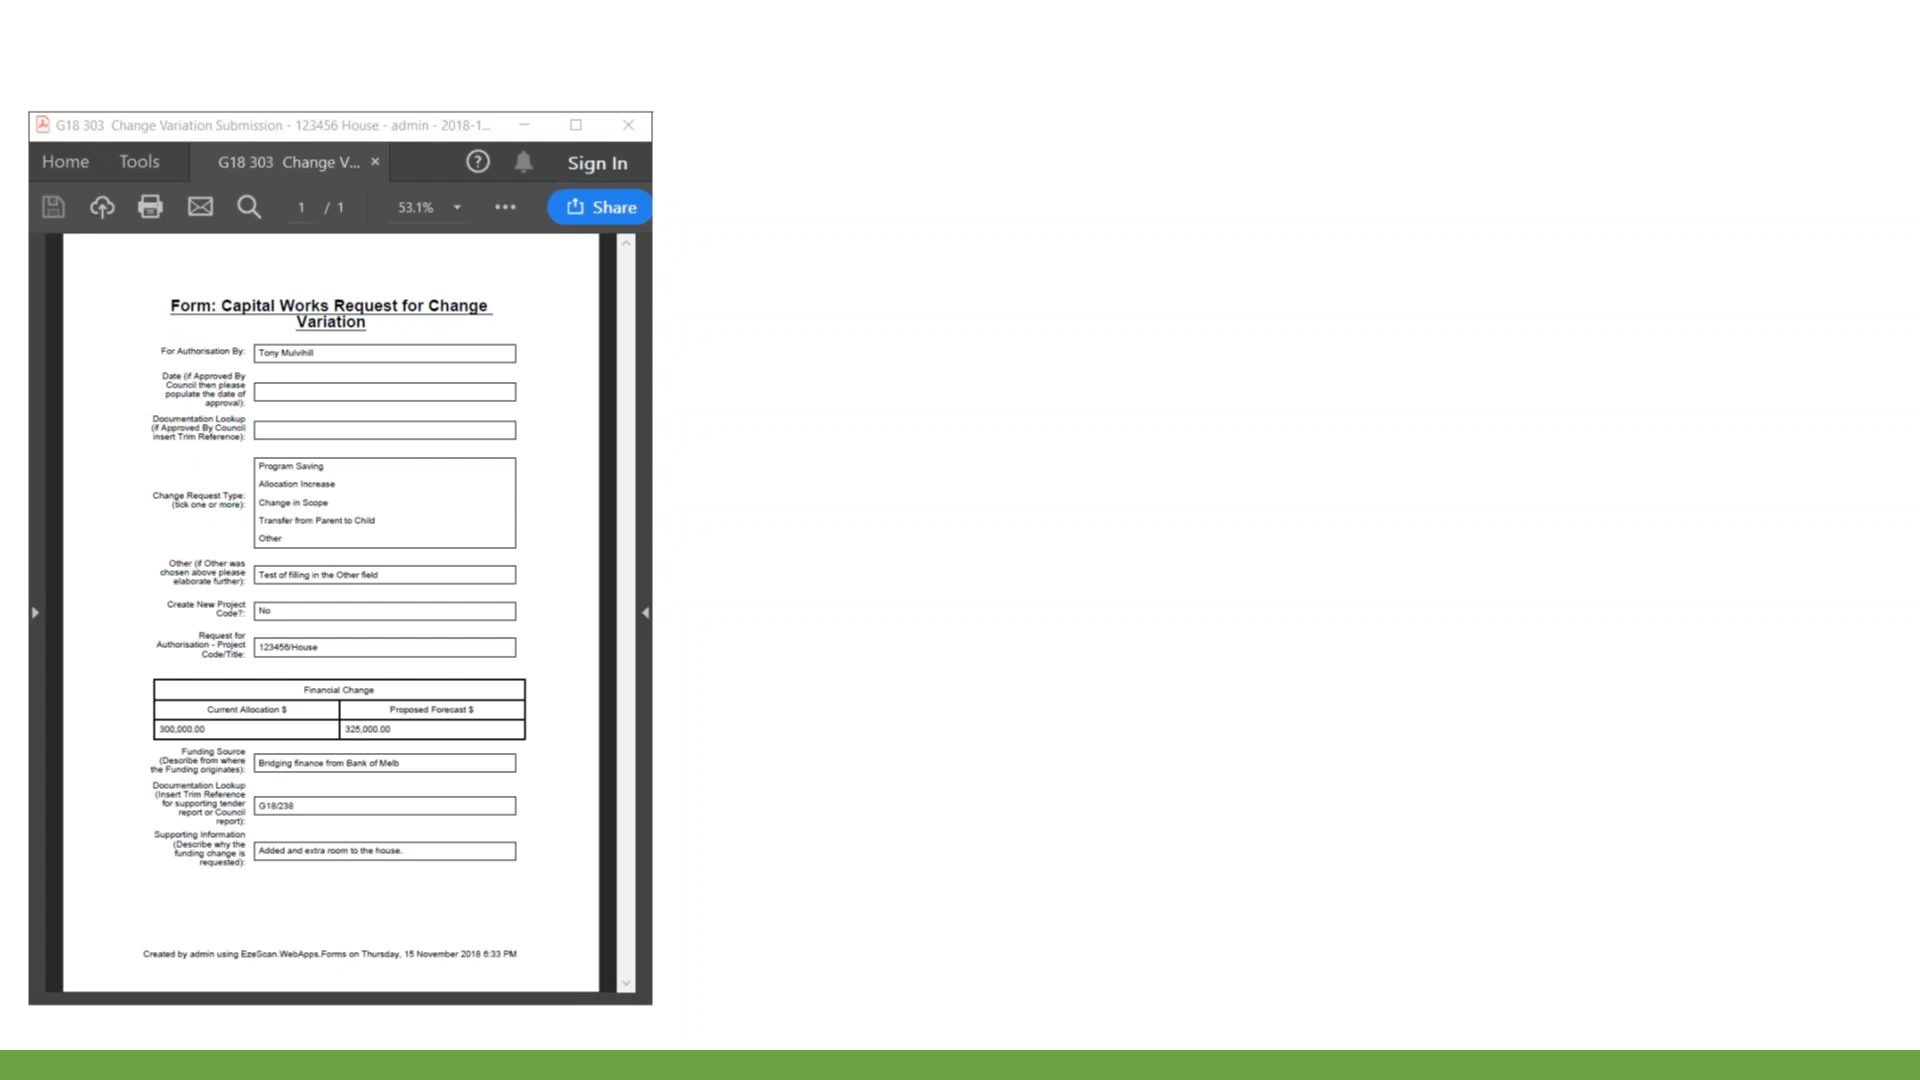 G18 303 Change Variation Submission - 123456 House - admin - 2018-1...
Home Tools G18 303 Change V... × ? Sign In
1 / 1 53.1% ••• Share
Form: Capital Works Request for Change
Variation
For Authorisation By:
Tony Mulvihill
Date (if Approved By
Council then please
populate the date of
approval):
Documentation Lookup
(if Approved By Council
insert Trim Reference):
Change Request Type:
(tick one or more):
Program Saving
Allocation Increase
Change in Scope
Transfer from Parent to Child
Other
Other (if Other was
chosen above please
elaborate further):
Test of filling in the Other field
Create New Project
Code?:
No
Request for
Authorisation - Project
Code/Title:
123456/House
Financial Change
Current Allocation $ Proposed Forecast $
300,000.00 325,000.00
Funding Source
(Describe from where
the Funding originates):
Bridging finance from Bank of Melb
Documentation Lookup
(Insert Trim Reference
for supporting tender
report or Council
report):
G18/238
Supporting Information
(Describe why the
funding change is
requested):
Added and extra room to the house.
Created by admin using EzeScan.WebApps.Forms on Thursday, 15 November 2018 6:33 PM